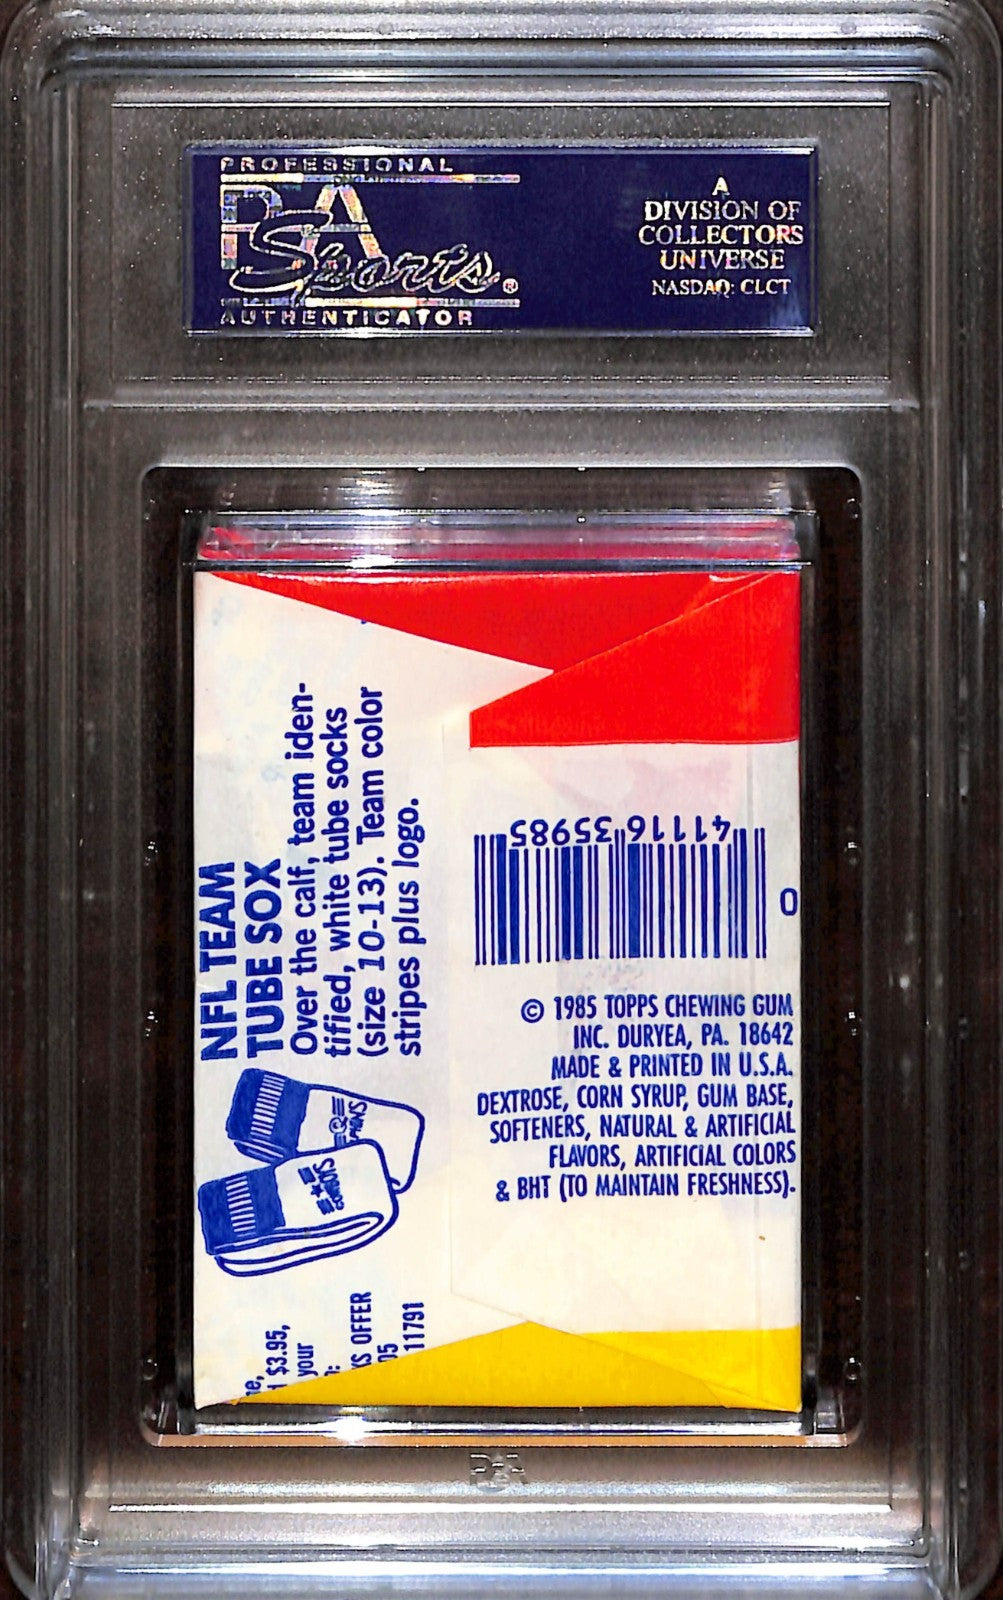 PROFESSIONAL
PSA
Sports®
AUTHENTICATOR
A
DIVISION OF
COLLECTORS
UNIVERSE
NASDAQ: CLCT
NFL TEAM
TUBE SOX
Over the calf, team iden-
tified, white tube socks
(size 10-13). Team color
stripes plus logo.
COWBOYS
$3.95,
your
OFFER
05
11791
41116 35985
0
© 1985 TOPPS CHEWING GUM
INC. DURYEA, PA. 18642
MADE & PRINTED IN U.S.A.
DEXTROSE, CORN SYRUP, GUM BASE,
SOFTENERS, NATURAL & ARTIFICIAL
FLAVORS, ARTIFICIAL COLORS
& BHT (TO MAINTAIN FRESHNESS).
PSA